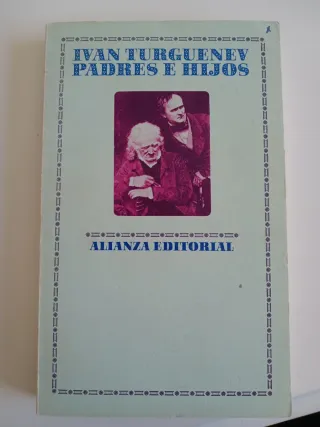 IVAN TURGUENEV
PADRES E HIJOS
ALIANZA EDITORIAL